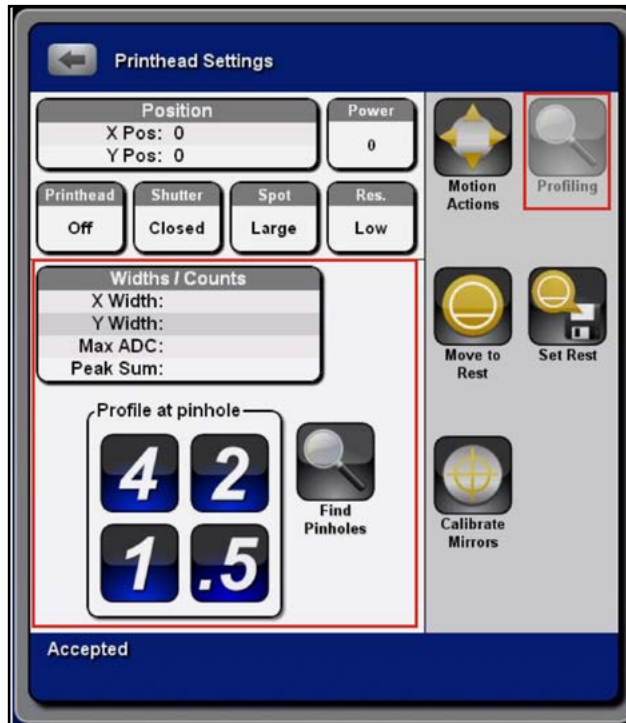 Printhead Settings
Position
X Pos: 0
Y Pos: 0
Power
0
Printhead
Off
Shutter
Closed
Spot
Large
Res.
Low
Motion
Actions
Profiling
Widths / Counts
X Width:
Y Width:
Max ADC:
Peak Sum:
Move to
Rest
Set Rest
Profile at pinhole
4 2
1 .5
Find
Pinholes
Calibrate
Mirrors
Accepted